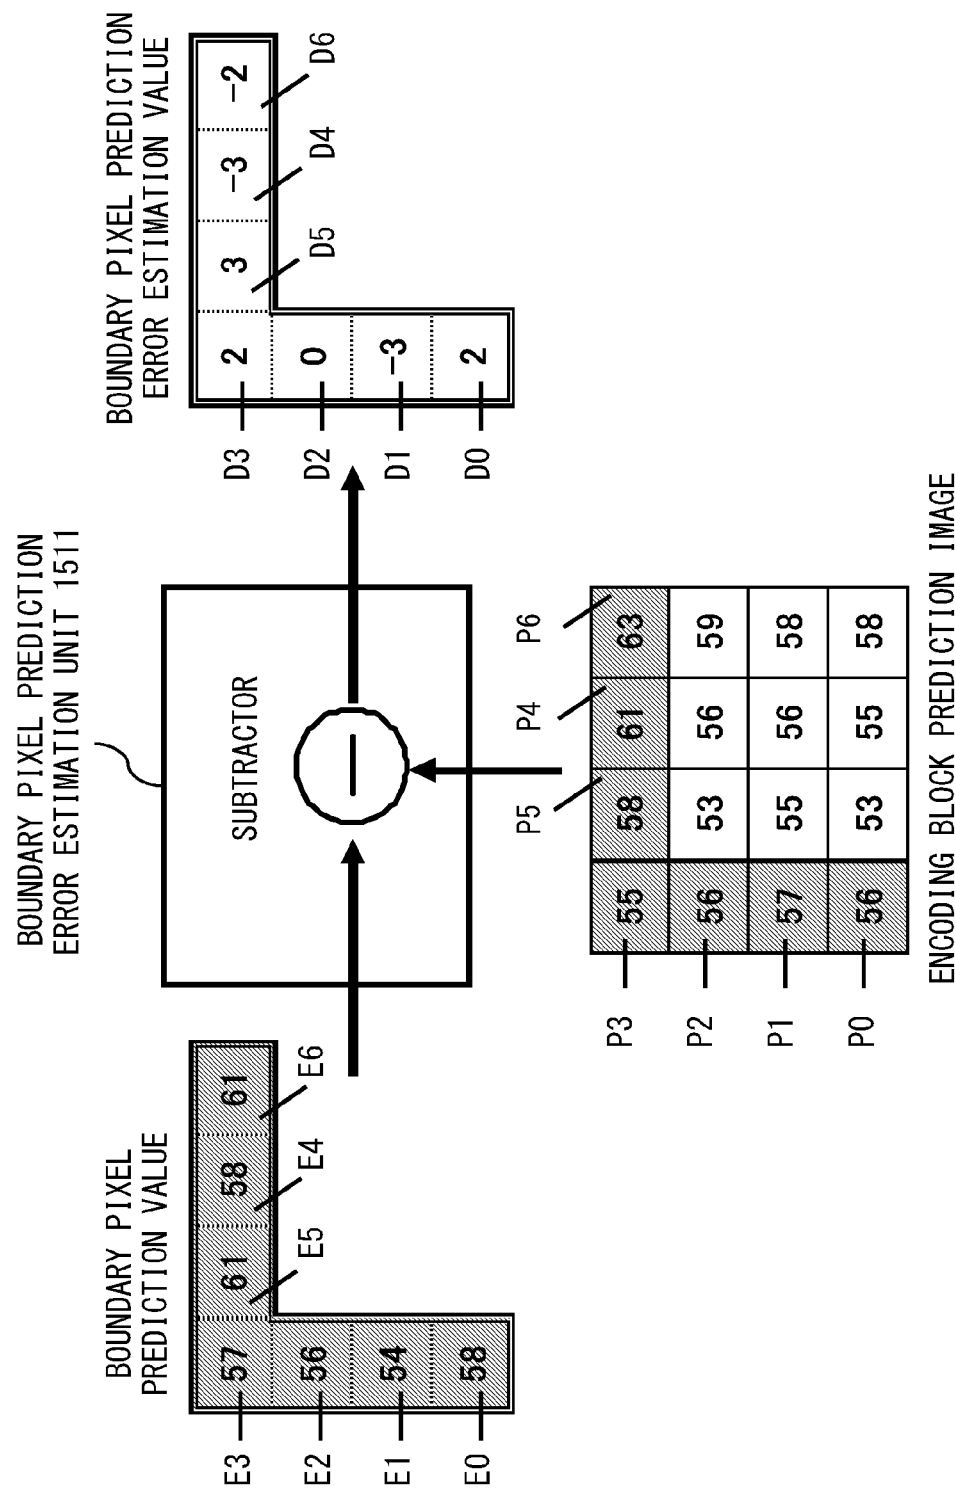 BOUNDARY PIXEL PREDICTION
ERROR ESTIMATION UNIT 1511
BOUNDARY PIXEL
PREDICTION VALUE
E3
E2
E1
E0
57
61
58
61
56
54
58
E5
E4
E6
SUBTRACTOR
−
BOUNDARY PIXEL PREDICTION
ERROR ESTIMATION VALUE
D3
D2
D1
D0
2
3
-3
-2
0
-3
2
D5
D4
D6
P5
P4
P6
P3
P2
P1
P0
55 58 61 63
56 53 56 59
57 55 56 58
56 53 55 58
ENCODING BLOCK PREDICTION IMAGE